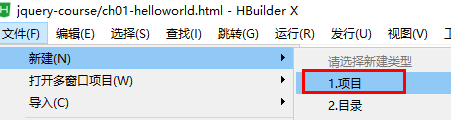 jquery-course/ch01-helloworld.html - HBuilder X
文件(F) 编辑(E) 选择(S) 查找(I) 跳转(G) 运行(R) 发行(U) 视图(V)
新建(N)
请选择新建类型
打开多窗口项目(W)
1.项目
导入(C)
2.目录